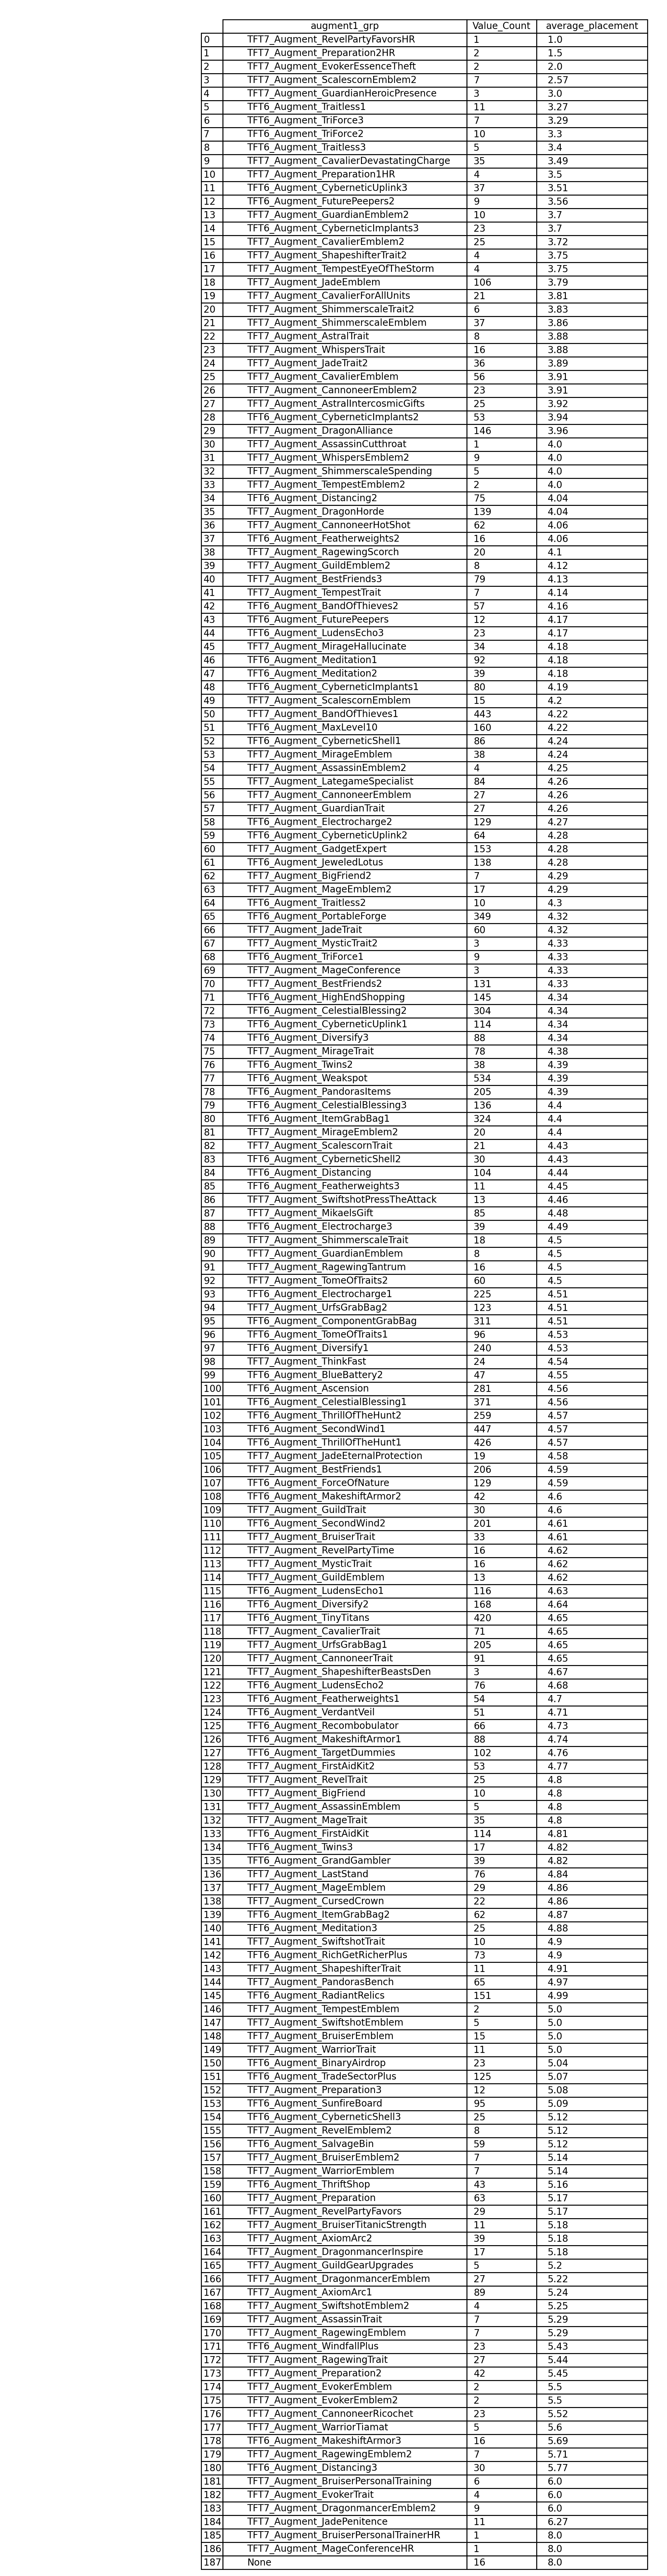 augment1_grp Value_Count average_placement
0 TFT7_Augment_RevelPartyFavorsHR 1 1.0
1 TFT7_Augment_Preparation2HR 2 1.5
2 TFT7_Augment_EvokerEssenceTheft 2 2.0
3 TFT7_Augment_ScalescornEmblem2 7 2.57
4 TFT7_Augment_GuardianHeroicPresence 3 3.0
5 TFT6_Augment_Traitless1 11 3.27
6 TFT6_Augment_TriForce3 7 3.29
7 TFT6_Augment_TriForce2 10 3.3
8 TFT6_Augment_Traitless3 5 3.4
9 TFT7_Augment_CavalierDevastatingCharge 35 3.49
10 TFT7_Augment_Preparation1HR 4 3.5
11 TFT6_Augment_CyberneticUplink3 37 3.51
12 TFT6_Augment_FuturePeepers2 9 3.56
13 TFT7_Augment_GuardianEmblem2 10 3.7
14 TFT6_Augment_CyberneticImplants3 23 3.7
15 TFT7_Augment_CavalierEmblem2 25 3.72
16 TFT7_Augment_ShapeshifterTrait2 4 3.75
17 TFT7_Augment_TempestEyeOfTheStorm 4 3.75
18 TFT7_Augment_JadeEmblem 106 3.79
19 TFT7_Augment_CavalierForAllUnits 21 3.81
20 TFT7_Augment_ShimmerscaleTrait2 6 3.83
21 TFT7_Augment_ShimmerscaleEmblem 37 3.86
22 TFT7_Augment_AstralTrait 8 3.88
23 TFT7_Augment_WhispersTrait 16 3.88
24 TFT7_Augment_JadeTrait2 36 3.89
25 TFT7_Augment_CavalierEmblem 56 3.91
26 TFT7_Augment_CannoneerEmblem2 23 3.91
27 TFT7_Augment_AstralIntercosmicGifts 25 3.92
28 TFT6_Augment_CyberneticImplants2 53 3.94
29 TFT7_Augment_DragonAlliance 146 3.96
30 TFT7_Augment_AssassinCutthroat 1 4.0
31 TFT7_Augment_WhispersEmblem2 9 4.0
32 TFT7_Augment_ShimmerscaleSpending 5 4.0
33 TFT7_Augment_TempestEmblem2 2 4.0
34 TFT6_Augment_Distancing2 75 4.04
35 TFT7_Augment_DragonHorde 139 4.04
36 TFT7_Augment_CannoneerHotShot 62 4.06
37 TFT6_Augment_Featherweights2 16 4.06
38 TFT7_Augment_RagewingScorch 20 4.1
39 TFT7_Augment_GuildEmblem2 8 4.12
40 TFT7_Augment_BestFriends3 79 4.13
41 TFT7_Augment_TempestTrait 7 4.14
42 TFT6_Augment_BandOfThieves2 57 4.16
43 TFT6_Augment_FuturePeepers 12 4.17
44 TFT6_Augment_LudensEcho3 23 4.17
45 TFT7_Augment_MirageHallucinate 34 4.18
46 TFT6_Augment_Meditation1 92 4.18
47 TFT6_Augment_Meditation2 39 4.18
48 TFT6_Augment_CyberneticImplants1 80 4.19
49 TFT7_Augment_ScalescornEmblem 15 4.2
50 TFT7_Augment_BandOfThieves1 443 4.22
51 TFT6_Augment_MaxLevel10 160 4.22
52 TFT6_Augment_CyberneticShell1 86 4.24
53 TFT7_Augment_MirageEmblem 38 4.24
54 TFT7_Augment_AssassinEmblem2 4 4.25
55 TFT7_Augment_LategameSpecialist 84 4.26
56 TFT7_Augment_CannoneerEmblem 27 4.26
57 TFT7_Augment_GuardianTrait 27 4.26
58 TFT6_Augment_Electrocharge2 129 4.27
59 TFT6_Augment_CyberneticUplink2 64 4.28
60 TFT7_Augment_GadgetExpert 153 4.28
61 TFT6_Augment_JeweledLotus 138 4.28
62 TFT7_Augment_BigFriend2 7 4.29
63 TFT7_Augment_MageEmblem2 17 4.29
64 TFT6_Augment_Traitless2 10 4.3
65 TFT6_Augment_PortableForge 349 4.32
66 TFT7_Augment_JadeTrait 60 4.32
67 TFT7_Augment_MysticTrait2 3 4.33
68 TFT6_Augment_TriForce1 9 4.33
69 TFT7_Augment_MageConference 3 4.33
70 TFT7_Augment_BestFriends2 131 4.33
71 TFT6_Augment_HighEndShopping 145 4.34
72 TFT6_Augment_CelestialBlessing2 304 4.34
73 TFT6_Augment_CyberneticUplink1 114 4.34
74 TFT6_Augment_Diversify3 88 4.34
75 TFT7_Augment_MirageTrait 78 4.38
76 TFT6_Augment_Twins2 38 4.39
77 TFT6_Augment_Weakspot 534 4.39
78 TFT6_Augment_PandorasItems 205 4.39
79 TFT6_Augment_CelestialBlessing3 136 4.4
80 TFT6_Augment_ItemGrabBag1 324 4.4
81 TFT7_Augment_MirageEmblem2 20 4.4
82 TFT7_Augment_ScalescornTrait 21 4.43
83 TFT6_Augment_CyberneticShell2 30 4.43
84 TFT6_Augment_Distancing 104 4.44
85 TFT6_Augment_Featherweights3 11 4.45
86 TFT7_Augment_SwiftshotPressTheAttack 13 4.46
87 TFT7_Augment_MikaelsGift 85 4.48
88 TFT6_Augment_Electrocharge3 39 4.49
89 TFT7_Augment_ShimmerscaleTrait 18 4.5
90 TFT7_Augment_GuardianEmblem 8 4.5
91 TFT7_Augment_RagewingTantrum 16 4.5
92 TFT7_Augment_TomeOfTraits2 60 4.5
93 TFT6_Augment_Electrocharge1 225 4.51
94 TFT7_Augment_UrfsGrabBag2 123 4.51
95 TFT6_Augment_ComponentGrabBag 311 4.51
96 TFT6_Augment_TomeOfTraits1 96 4.53
97 TFT6_Augment_Diversify1 240 4.53
98 TFT7_Augment_ThinkFast 24 4.54
99 TFT6_Augment_BlueBattery2 47 4.55
100 TFT6_Augment_Ascension 281 4.56
101 TFT6_Augment_CelestialBlessing1 371 4.56
102 TFT6_Augment_ThrillOfTheHunt2 259 4.57
103 TFT6_Augment_SecondWind1 447 4.57
104 TFT6_Augment_ThrillOfTheHunt1 426 4.57
105 TFT7_Augment_JadeEternalProtection 19 4.58
106 TFT7_Augment_BestFriends1 206 4.59
107 TFT6_Augment_ForceOfNature 129 4.59
108 TFT6_Augment_MakeshiftArmor2 42 4.6
109 TFT7_Augment_GuildTrait 30 4.6
110 TFT6_Augment_SecondWind2 201 4.61
111 TFT7_Augment_BruiserTrait 33 4.61
112 TFT7_Augment_RevelPartyTime 16 4.62
113 TFT7_Augment_MysticTrait 16 4.62
114 TFT7_Augment_GuildEmblem 13 4.62
115 TFT6_Augment_LudensEcho1 116 4.63
116 TFT6_Augment_Diversify2 168 4.64
117 TFT6_Augment_TinyTitans 420 4.65
118 TFT7_Augment_CavalierTrait 71 4.65
119 TFT7_Augment_UrfsGrabBag1 205 4.65
120 TFT7_Augment_CannoneerTrait 91 4.65
121 TFT7_Augment_ShapeshifterBeastsDen 3 4.67
122 TFT6_Augment_LudensEcho2 76 4.68
123 TFT6_Augment_Featherweights1 54 4.7
124 TFT6_Augment_VerdantVeil 51 4.71
125 TFT6_Augment_Recombobulator 66 4.73
126 TFT6_Augment_MakeshiftArmor1 88 4.74
127 TFT6_Augment_TargetDummies 102 4.76
128 TFT7_Augment_FirstAidKit2 53 4.77
129 TFT7_Augment_RevelTrait 25 4.8
130 TFT7_Augment_BigFriend 10 4.8
131 TFT7_Augment_AssassinEmblem 5 4.8
132 TFT7_Augment_MageTrait 35 4.8
133 TFT6_Augment_FirstAidKit 114 4.81
134 TFT6_Augment_Twins3 17 4.82
135 TFT6_Augment_GrandGambler 39 4.82
136 TFT7_Augment_LastStand 76 4.84
137 TFT7_Augment_MageEmblem 29 4.86
138 TFT7_Augment_CursedCrown 22 4.86
139 TFT6_Augment_ItemGrabBag2 62 4.87
140 TFT6_Augment_Meditation3 25 4.88
141 TFT7_Augment_SwiftshotTrait 10 4.9
142 TFT6_Augment_RichGetRicherPlus 73 4.9
143 TFT7_Augment_ShapeshifterTrait 11 4.91
144 TFT7_Augment_PandorasBench 65 4.97
145 TFT6_Augment_RadiantRelics 151 4.99
146 TFT7_Augment_TempestEmblem 2 5.0
147 TFT7_Augment_SwiftshotEmblem 5 5.0
148 TFT7_Augment_BruiserEmblem 15 5.0
149 TFT7_Augment_WarriorTrait 11 5.0
150 TFT6_Augment_BinaryAirdrop 23 5.04
151 TFT6_Augment_TradeSectorPlus 125 5.07
152 TFT7_Augment_Preparation3 12 5.08
153 TFT6_Augment_SunfireBoard 95 5.09
154 TFT6_Augment_CyberneticShell3 25 5.12
155 TFT7_Augment_RevelEmblem2 8 5.12
156 TFT6_Augment_SalvageBin 59 5.12
157 TFT7_Augment_BruiserEmblem2 7 5.14
158 TFT7_Augment_WarriorEmblem 7 5.14
159 TFT6_Augment_ThriftShop 43 5.16
160 TFT7_Augment_Preparation 63 5.17
161 TFT7_Augment_RevelPartyFavors 29 5.17
162 TFT7_Augment_BruiserTitanicStrength 11 5.18
163 TFT7_Augment_AxiomArc2 39 5.18
164 TFT7_Augment_DragonmancerInspire 17 5.18
165 TFT7_Augment_GuildGearUpgrades 5 5.2
166 TFT7_Augment_DragonmancerEmblem 27 5.22
167 TFT7_Augment_AxiomArc1 89 5.24
168 TFT7_Augment_SwiftshotEmblem2 4 5.25
169 TFT7_Augment_AssassinTrait 7 5.29
170 TFT7_Augment_RagewingEmblem 7 5.29
171 TFT6_Augment_WindfallPlus 23 5.43
172 TFT7_Augment_RagewingTrait 27 5.44
173 TFT7_Augment_Preparation2 42 5.45
174 TFT7_Augment_EvokerEmblem 2 5.5
175 TFT7_Augment_EvokerEmblem2 2 5.5
176 TFT7_Augment_CannoneerRicochet 23 5.52
177 TFT7_Augment_WarriorTiamat 5 5.6
178 TFT6_Augment_MakeshiftArmor3 16 5.69
179 TFT7_Augment_RagewingEmblem2 7 5.71
180 TFT6_Augment_Distancing3 30 5.77
181 TFT7_Augment_BruiserPersonalTraining 6 6.0
182 TFT7_Augment_EvokerTrait 4 6.0
183 TFT7_Augment_DragonmancerEmblem2 9 6.0
184 TFT7_Augment_JadePenitence 11 6.27
185 TFT7_Augment_BruiserPersonalTrainerHR 1 8.0
186 TFT7_Augment_MageConferenceHR 1 8.0
187 None 16 8.0